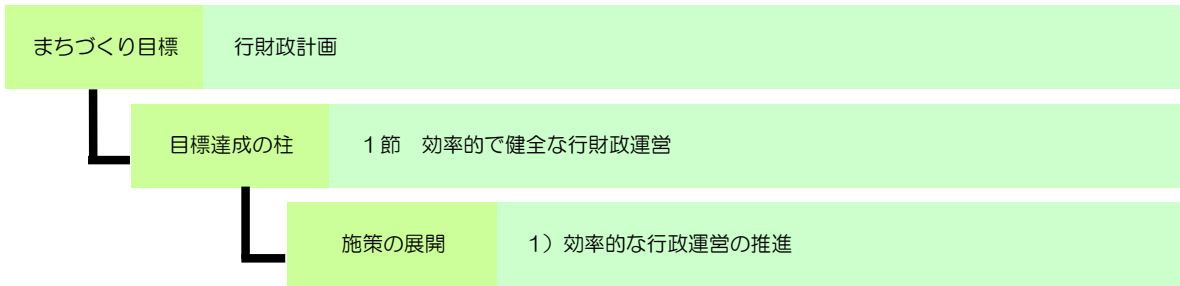 まちづくり目標　行財政計画
目標達成の柱　１節　効率的で健全な行財政運営
施策の展開　１）効率的な行政運営の推進